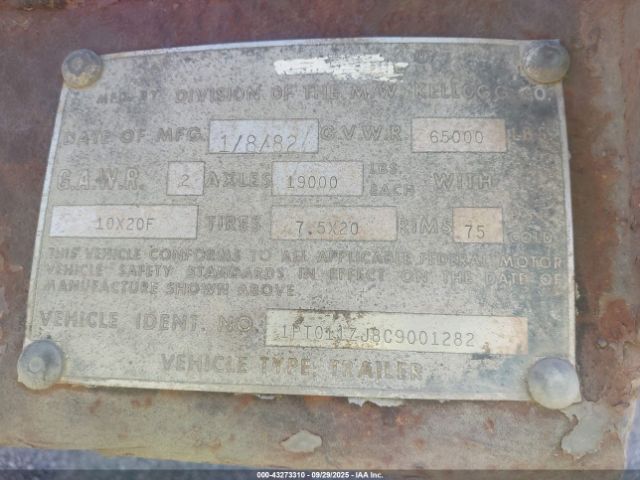 MFD. BY DIVISION OF THE M.W. KELLOGG CO.
DATE OF MFG. 1/8/82 G.V.W.R. 65000 LBS
G.A.W.R. 2 AXLES 19000 LBS EACH WITH
10X20F TIRES 7.5X20 RIMS 75 COLD
THIS VEHICLE CONFORMS TO ALL APPLICABLE FEDERAL MOTOR
VEHICLE SAFETY STANDARDS IN EFFECT ON THE DATE OF
MANUFACTURE SHOWN ABOVE
VEHICLE IDENT. NO. 1PT011ZJ8C9001282
VEHICLE TYPE: TRAILER
000-43273310 - 09/29/2025 - IAA Inc.